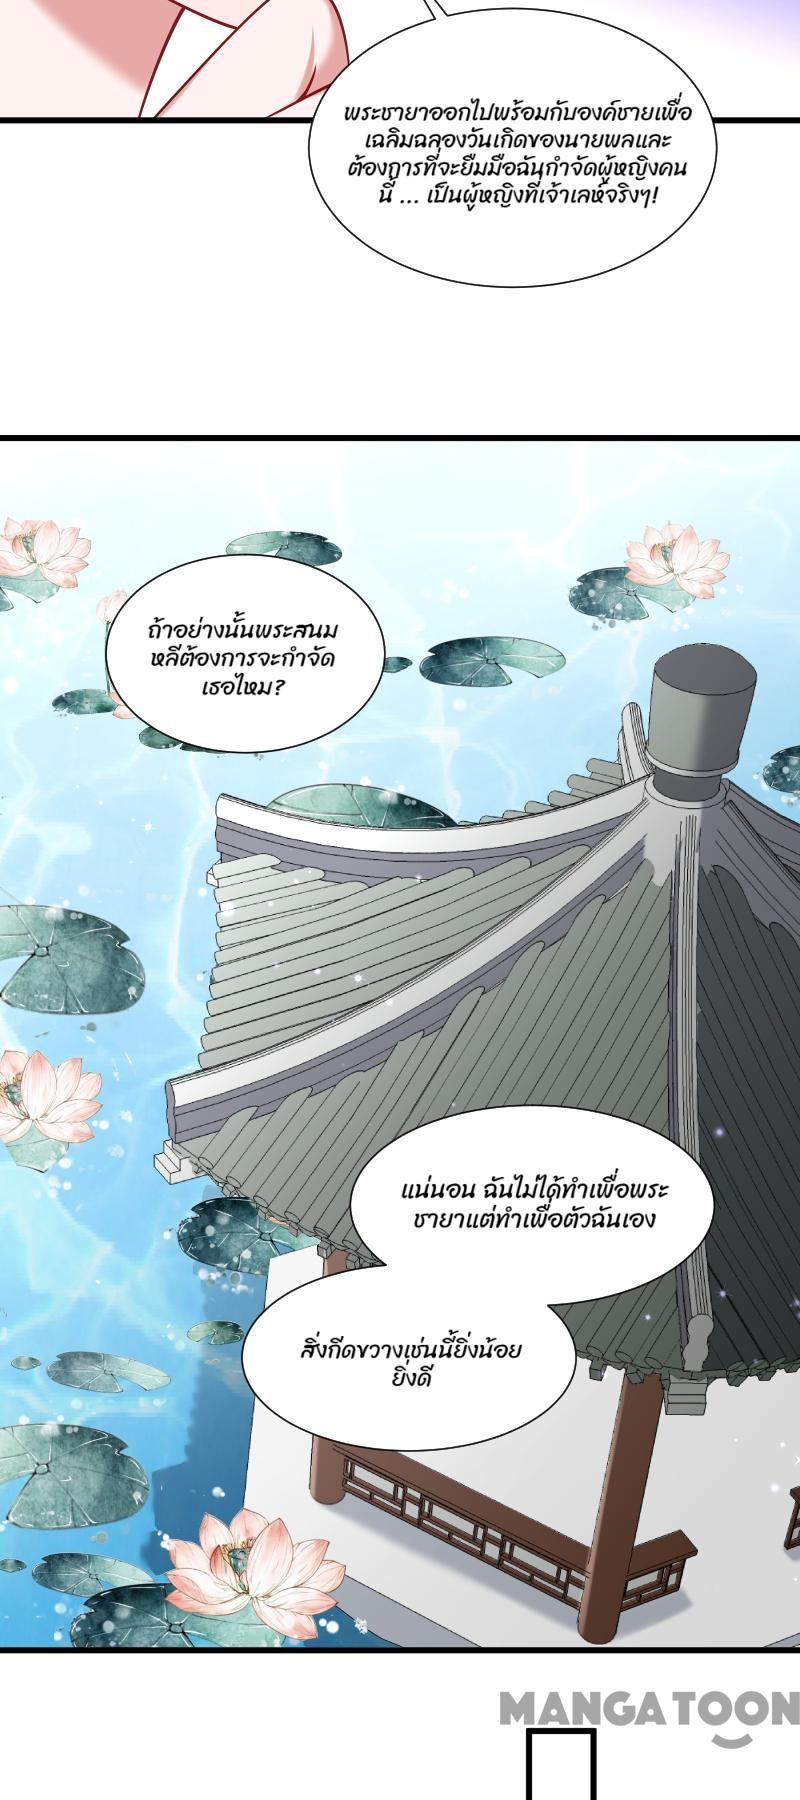 พระชายาออกไปพร้อมกับองค์ชายเพื่อ
เฉลิมฉลองวันเกิดของนายพลและ
ต้องการที่จะยืมมือฉันกำจัดผู้หญิงคน
นี้ ... เป็นผู้หญิงที่เจ้าเล่ห์จริงๆ!
ถ้าอย่างนั้นพระสนม
หลีต้องการจะกำจัด
เธอไหม?
แน่นอน ฉันไม่ได้ทำเพื่อพระ
ชายาแต่ทำเพื่อตัวฉันเอง
สิ่งกีดขวางเช่นนี้ยิ่งน้อย
ยิ่งดี
MANGATOON